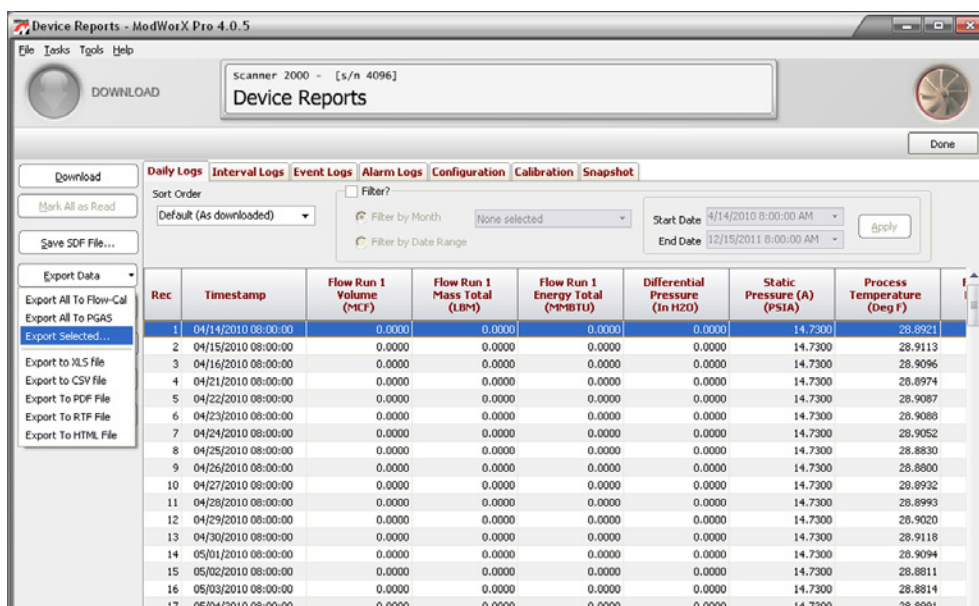 Device Reports - ModWorX Pro 4.0.5
File Tasks Tools Help
DOWNLOAD
Scanner 2000 - [s/n 4096]
Device Reports
Done
Download
Mark All as Read
Save SDF File...
Export Data
Export All To Flow-Cal
Export All To PGAS
Export Selected...
Export to XLS file
Export to CSV file
Export To PDF File
Export To RTF File
Export To HTML File
Daily Logs Interval Logs Event Logs Alarm Logs Configuration Calibration Snapshot
Sort Order
Default (As downloaded)
Filter?
Filter by Month None selected
Filter by Date Range
Start Date 4/14/2010 8:00:00 AM
End Date 12/15/2011 8:00:00 AM
Apply
Rec Timestamp Flow Run 1 Volume (MCF) Flow Run 1 Mass Total (LBM) Flow Run 1 Energy Total (MMBTU) Differential Pressure (In H2O) Static Pressure (A) (PSIA) Process Temperature (Deg F)
1 04/14/2010 08:00:00 0.0000 0.0000 0.0000 0.0000 14.7300 28.8921
2 04/15/2010 08:00:00 0.0000 0.0000 0.0000 0.0000 14.7300 28.9113
3 04/16/2010 08:00:00 0.0000 0.0000 0.0000 0.0000 14.7300 28.9096
4 04/21/2010 08:00:00 0.0000 0.0000 0.0000 0.0000 14.7300 28.8974
5 04/22/2010 08:00:00 0.0000 0.0000 0.0000 0.0000 14.7300 28.9087
6 04/23/2010 08:00:00 0.0000 0.0000 0.0000 0.0000 14.7300 28.9088
7 04/24/2010 08:00:00 0.0000 0.0000 0.0000 0.0000 14.7300 28.9052
8 04/25/2010 08:00:00 0.0000 0.0000 0.0000 0.0000 14.7300 28.8830
9 04/26/2010 08:00:00 0.0000 0.0000 0.0000 0.0000 14.7300 28.8800
10 04/27/2010 08:00:00 0.0000 0.0000 0.0000 0.0000 14.7300 28.8932
11 04/28/2010 08:00:00 0.0000 0.0000 0.0000 0.0000 14.7300 28.8993
12 04/29/2010 08:00:00 0.0000 0.0000 0.0000 0.0000 14.7300 28.9020
13 04/30/2010 08:00:00 0.0000 0.0000 0.0000 0.0000 14.7300 28.9118
14 05/01/2010 08:00:00 0.0000 0.0000 0.0000 0.0000 14.7300 28.9094
15 05/02/2010 08:00:00 0.0000 0.0000 0.0000 0.0000 14.7300 28.8811
16 05/03/2010 08:00:00 0.0000 0.0000 0.0000 0.0000 14.7300 28.8814
17 05/04/2010 08:00:00 0.0000 0.0000 0.0000 0.0000 14.7300